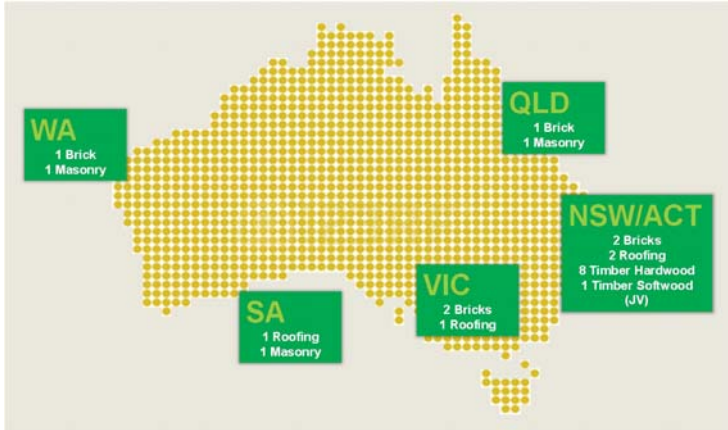 WA
1 Brick
1 Masonry
QLD
1 Brick
1 Masonry
NSW/ACT
2 Bricks
2 Roofing
8 Timber Hardwood
1 Timber Softwood
(JV)
VIC
2 Bricks
1 Roofing
SA
1 Roofing
1 Masonry